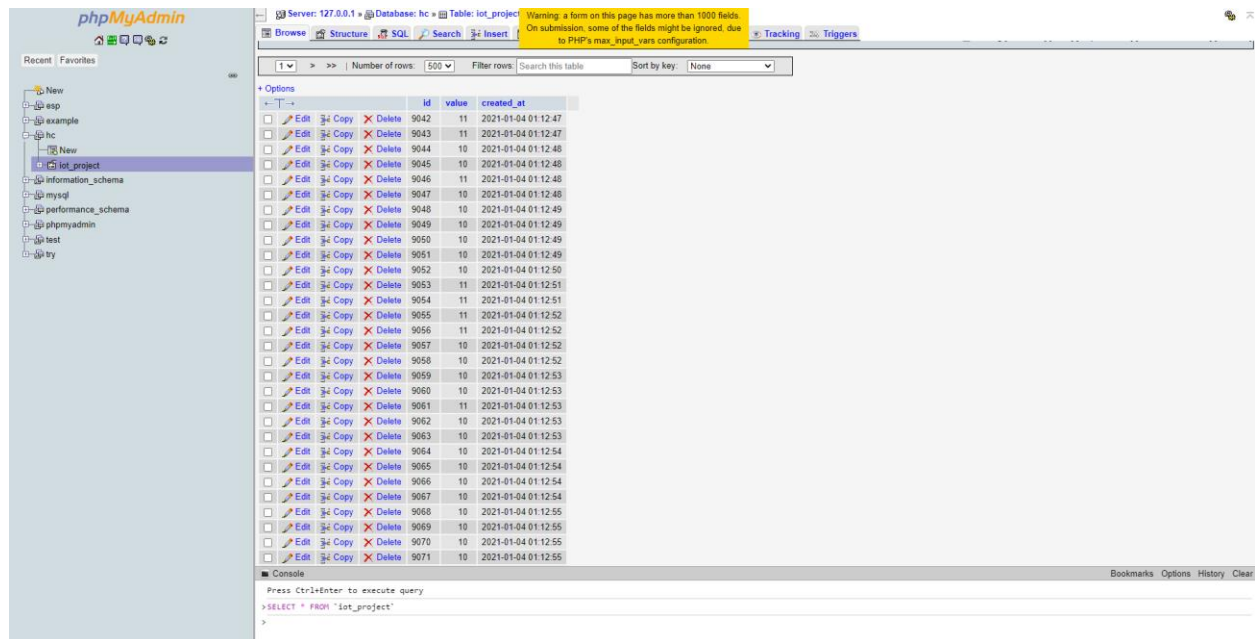 phpMyAdmin
Recent Favorites
New
esp
example
hc
New
iot_project
information_schema
mysql
performance_schema
phpmyadmin
test
try
Server: 127.0.0.1 » Database: hc » Table: iot_project
Warning: a form on this page has more than 1000 fields. On submission, some of the fields might be ignored, due to PHP's max_input_vars configuration.
Browse Structure SQL Search Insert Tracking Triggers
1 > >> | Number of rows: 500 Filter rows: Search this table Sort by key: None
+ Options
←T→ id value created_at
Edit Copy Delete 9042 11 2021-01-04 01:12:47
Edit Copy Delete 9043 11 2021-01-04 01:12:47
Edit Copy Delete 9044 10 2021-01-04 01:12:48
Edit Copy Delete 9045 10 2021-01-04 01:12:48
Edit Copy Delete 9046 11 2021-01-04 01:12:48
Edit Copy Delete 9047 10 2021-01-04 01:12:48
Edit Copy Delete 9048 10 2021-01-04 01:12:49
Edit Copy Delete 9049 10 2021-01-04 01:12:49
Edit Copy Delete 9050 10 2021-01-04 01:12:49
Edit Copy Delete 9051 10 2021-01-04 01:12:49
Edit Copy Delete 9052 10 2021-01-04 01:12:50
Edit Copy Delete 9053 11 2021-01-04 01:12:51
Edit Copy Delete 9054 11 2021-01-04 01:12:51
Edit Copy Delete 9055 11 2021-01-04 01:12:52
Edit Copy Delete 9056 11 2021-01-04 01:12:52
Edit Copy Delete 9057 10 2021-01-04 01:12:52
Edit Copy Delete 9058 10 2021-01-04 01:12:52
Edit Copy Delete 9059 10 2021-01-04 01:12:53
Edit Copy Delete 9060 10 2021-01-04 01:12:53
Edit Copy Delete 9061 11 2021-01-04 01:12:53
Edit Copy Delete 9062 10 2021-01-04 01:12:53
Edit Copy Delete 9063 10 2021-01-04 01:12:53
Edit Copy Delete 9064 10 2021-01-04 01:12:54
Edit Copy Delete 9065 10 2021-01-04 01:12:54
Edit Copy Delete 9066 10 2021-01-04 01:12:54
Edit Copy Delete 9067 10 2021-01-04 01:12:54
Edit Copy Delete 9068 10 2021-01-04 01:12:55
Edit Copy Delete 9069 10 2021-01-04 01:12:55
Edit Copy Delete 9070 10 2021-01-04 01:12:55
Edit Copy Delete 9071 10 2021-01-04 01:12:55
Console Bookmarks Options History Clear
Press Ctrl+Enter to execute query
>SELECT * FROM `iot_project`
>